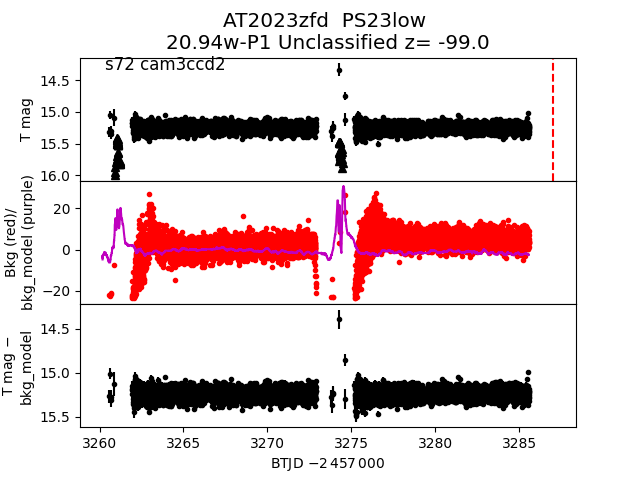 AT2023zfd  PS23low
20.94w-P1 Unclassified z= -99.0
s72 cam3ccd2
T mag
14.5
15.0
15.5
16.0
Bkg (red)/
bkg_model (purple)
20
0
−20
T mag −
bkg_model
14.5
15.0
15.5
3260
3265
3270
3275
3280
3285
BTJD −2 457 000